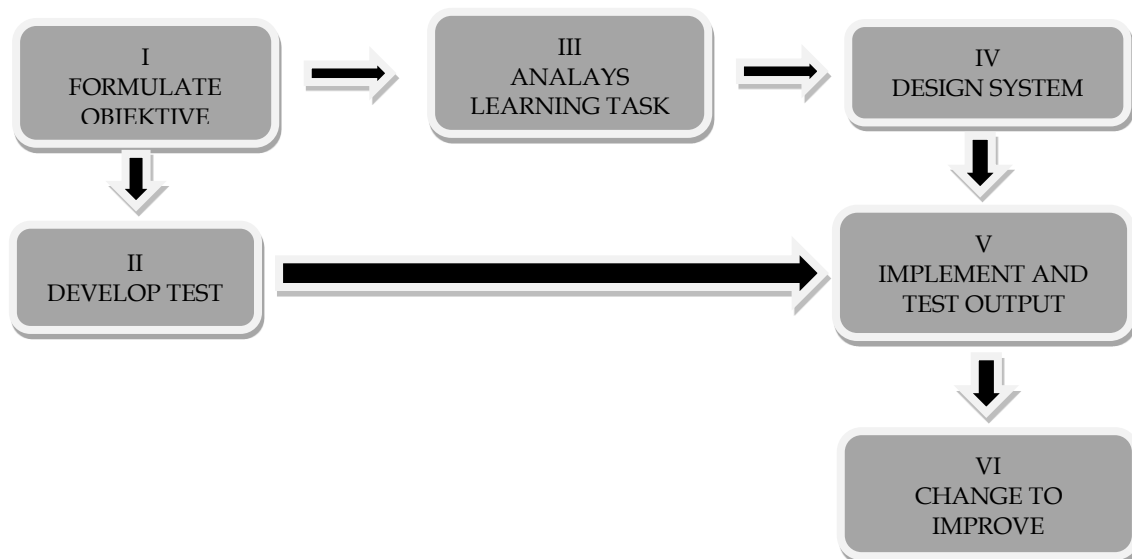 I
FORMULATE
OBJEKTIVE
II
DEVELOP TEST
III
ANALAYS
LEARNING TASK
IV
DESIGN SYSTEM
V
IMPLEMENT AND
TEST OUTPUT
VI
CHANGE TO
IMPROVE